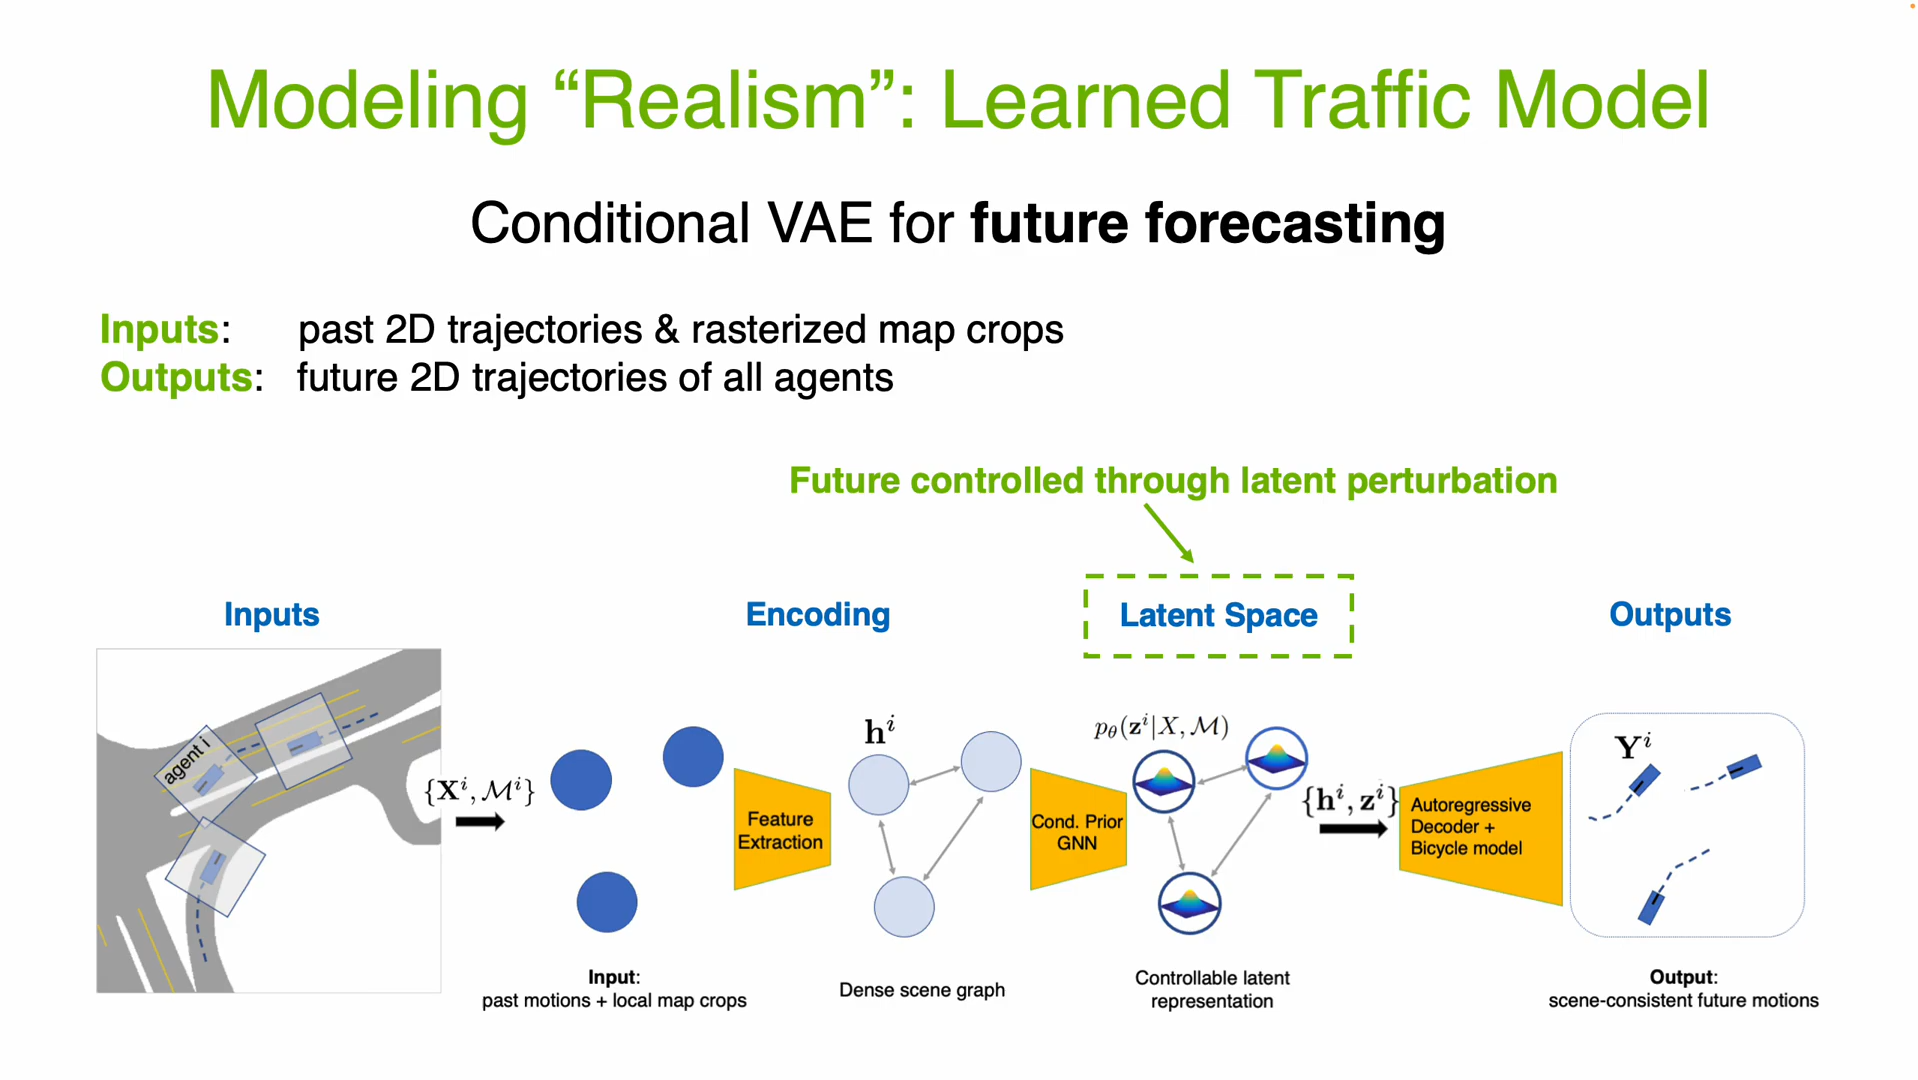 Modeling “Realism”: Learned Traffic Model
Conditional VAE for future forecasting
Inputs: past 2D trajectories & rasterized map crops
Outputs: future 2D trajectories of all agents
Future controlled through latent perturbation
Inputs
Encoding
Latent Space
Outputs
agent i
{X^i, ℳ^i}
Feature
Extraction
h^i
Cond. Prior
GNN
p_θ(z^i|X, ℳ)
{h^i, z^i}
Autoregressive
Decoder +
Bicycle model
Y^i
Input:
past motions + local map crops
Dense scene graph
Controllable latent
representation
Output:
scene-consistent future motions